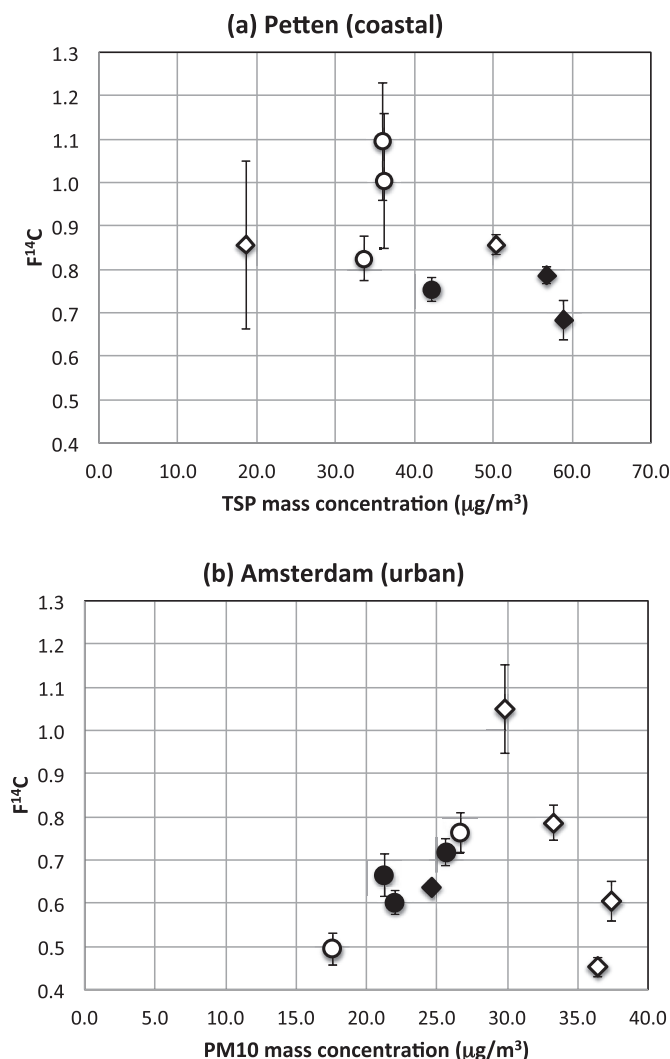 (a) Petten (coastal)
1.3
1.2
1.1
1.0
0.9
0.8
0.7
0.6
0.5
0.4
F¹⁴C
0.0 10.0 20.0 30.0 40.0 50.0 60.0 70.0
TSP mass concentration (μg/m³)
(b) Amsterdam (urban)
1.3
1.2
1.1
1.0
0.9
0.8
0.7
0.6
0.5
0.4
F¹⁴C
0.0 5.0 10.0 15.0 20.0 25.0 30.0 35.0 40.0
PM10 mass concentration (μg/m³)